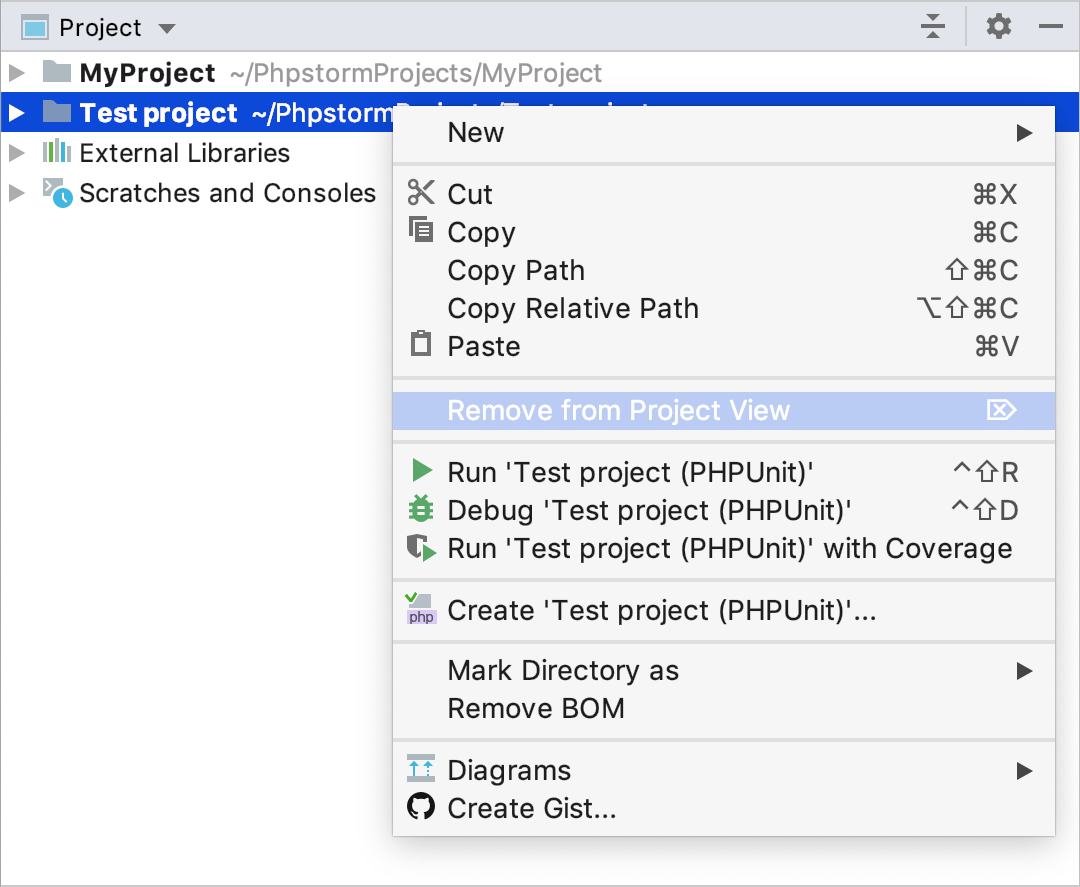 Project
MyProject ~/PhpstormProjects/MyProject
Test project ~/Phpstorm
External Libraries
Scratches and Consoles
New
Cut ⌘X
Copy ⌘C
Copy Path ⇧⌘C
Copy Relative Path ⌥⇧⌘C
Paste ⌘V
Remove from Project View ⌦
Run 'Test project (PHPUnit)' ^⇧R
Debug 'Test project (PHPUnit)' ^⇧D
Run 'Test project (PHPUnit)' with Coverage
php Create 'Test project (PHPUnit)'...
Mark Directory as
Remove BOM
Diagrams
Create Gist...